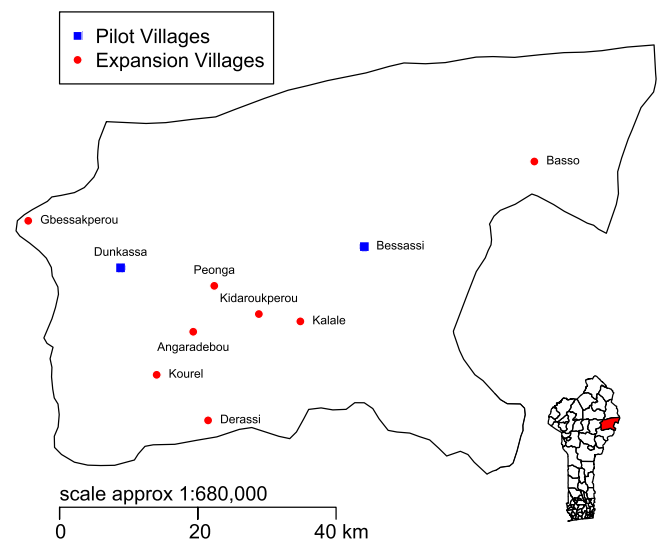 Pilot Villages
Expansion Villages
Basso
Gbessakperou
Bessassi
Dunkassa
Peonga
Kidaroukperou
Kalale
Angaradebou
Kourel
Derassi
scale approx 1:680,000
0 20 40 km